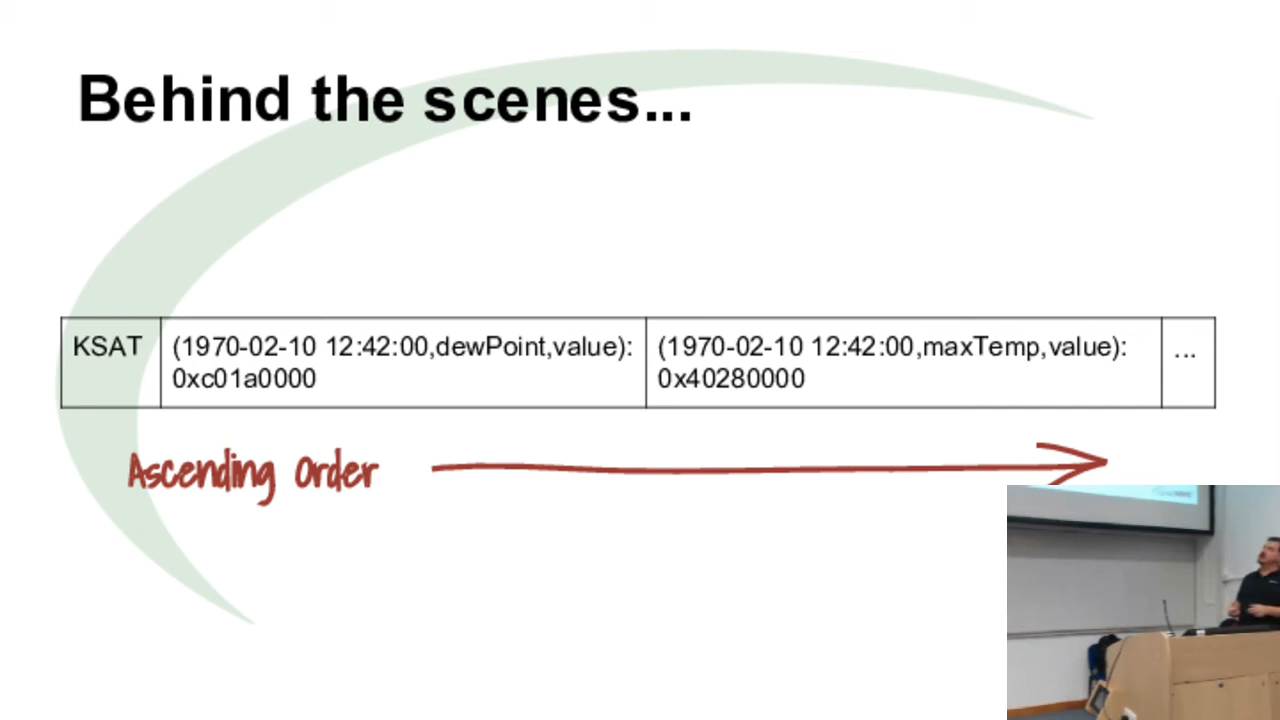 Behind the scenes...
KSAT
(1970-02-10 12:42:00,dewPoint,value):
0xc01a0000
(1970-02-10 12:42:00,maxTemp,value):
0x40280000
...
Ascending Order